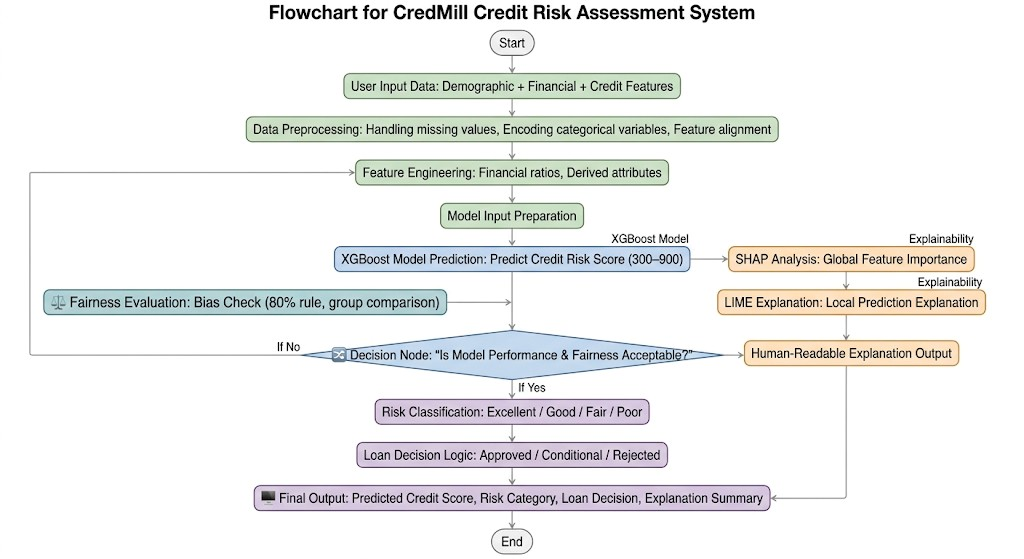 Flowchart for CredMill Credit Risk Assessment System
Start
User Input Data: Demographic + Financial + Credit Features
Data Preprocessing: Handling missing values, Encoding categorical variables, Feature alignment
Feature Engineering: Financial ratios, Derived attributes
Model Input Preparation
XGBoost Model
XGBoost Model Prediction: Predict Credit Risk Score (300–900)
Explainability
SHAP Analysis: Global Feature Importance
Fairness Evaluation: Bias Check (80% rule, group comparison)
Explainability
LIME Explanation: Local Prediction Explanation
If No
Decision Node: “Is Model Performance & Fairness Acceptable?”
Human-Readable Explanation Output
If Yes
Risk Classification: Excellent / Good / Fair / Poor
Loan Decision Logic: Approved / Conditional / Rejected
Final Output: Predicted Credit Score, Risk Category, Loan Decision, Explanation Summary
End